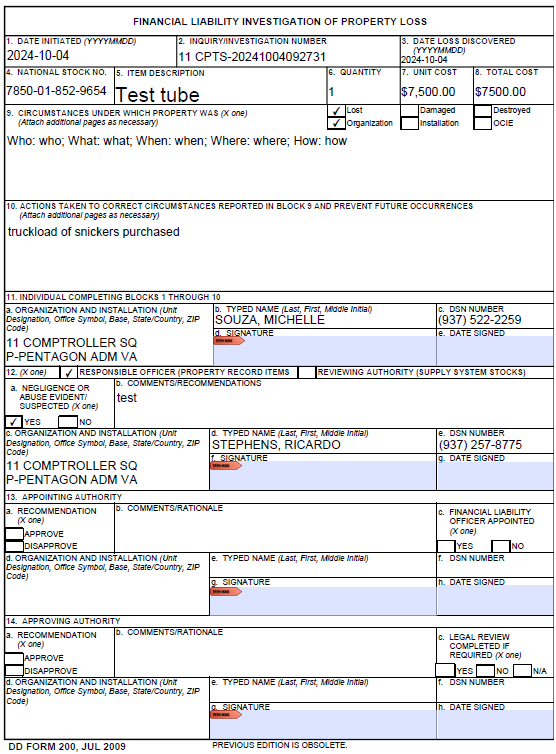 FINANCIAL LIABILITY INVESTIGATION OF PROPERTY LOSS
1. DATE INITIATED (YYYYMMDD)
2024-10-04
2. INQUIRY/INVESTIGATION NUMBER
11 CPTS-20241004092731
3. DATE LOSS DISCOVERED
(YYYYMMDD)
2024-10-04
4. NATIONAL STOCK NO.
7850-01-852-9654
5. ITEM DESCRIPTION
Test tube
6. QUANTITY
1
7. UNIT COST
$7,500.00
8. TOTAL COST
$7500.00
9. CIRCUMSTANCES UNDER WHICH PROPERTY WAS (X one)
(Attach additional pages as necessary)
✓ Lost
Damaged
Destroyed
✓ Organization
Installation
OCIE
Who: who; What: what; When: when; Where: where; How: how
10. ACTIONS TAKEN TO CORRECT CIRCUMSTANCES REPORTED IN BLOCK 9 AND PREVENT FUTURE OCCURRENCES
(Attach additional pages as necessary)
truckload of snickers purchased
11. INDIVIDUAL COMPLETING BLOCKS 1 THROUGH 10
a. ORGANIZATION AND INSTALLATION (Unit
Designation, Office Symbol, Base, State/Country, ZIP
Code)
11 COMPTROLLER SQ
P-PENTAGON ADM VA
b. TYPED NAME (Last, First, Middle Initial)
SOUZA, MICHELLE
c. DSN NUMBER
(937) 522-2259
d. SIGNATURE
e. DATE SIGNED
12. (X one)
✓ RESPONSIBLE OFFICER (PROPERTY RECORD ITEMS
REVIEWING AUTHORITY (SUPPLY SYSTEM STOCKS)
a. NEGLIGENCE OR
ABUSE EVIDENT/
SUSPECTED (X one)
✓ YES
NO
b. COMMENTS/RECOMMENDATIONS
test
c. ORGANIZATION AND INSTALLATION (Unit
Designation, Office Symbol, Base, State/Country, ZIP
Code)
11 COMPTROLLER SQ
P-PENTAGON ADM VA
d. TYPED NAME (Last, First, Middle Initial)
STEPHENS, RICARDO
e. DSN NUMBER
(937) 257-8775
f. SIGNATURE
g. DATE SIGNED
13. APPOINTING AUTHORITY
a. RECOMMENDATION
(X one)
APPROVE
DISAPPROVE
b. COMMENTS/RATIONALE
c. FINANCIAL LIABILITY
OFFICER APPOINTED
(X one)
YES
NO
d. ORGANIZATION AND INSTALLATION (Unit
Designation, Office Symbol, Base, State/Country, ZIP
Code)
e. TYPED NAME (Last, First, Middle Initial)
f. DSN NUMBER
g. SIGNATURE
h. DATE SIGNED
14. APPROVING AUTHORITY
a. RECOMMENDATION
(X one)
APPROVE
DISAPPROVE
b. COMMENTS/RATIONALE
c. LEGAL REVIEW
COMPLETED IF
REQUIRED (X one)
YES
NO
N/A
d. ORGANIZATION AND INSTALLATION (Unit
Designation, Office Symbol, Base, State/Country, ZIP
Code)
e. TYPED NAME (Last, First, Middle Initial)
f. DSN NUMBER
g. SIGNATURE
h. DATE SIGNED
DD FORM 200, JUL 2009
PREVIOUS EDITION IS OBSOLETE.